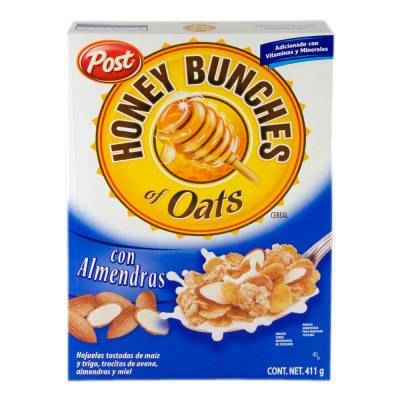 Post
Adicionado con
Vitaminas y Minerales
HONEY BUNCHES
of Oats
CEREAL
con
Almendras
Hojuelas tostadas de maíz
y trigo, trocitos de avena,
almendras y miel
CONT. NET. 411 g